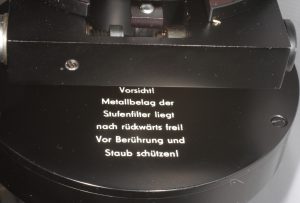 Vorsicht!
Metallbelag der
Stufenfilter liegt
nach rückwärts frei!
Vor Berührung und
Staub schützen!